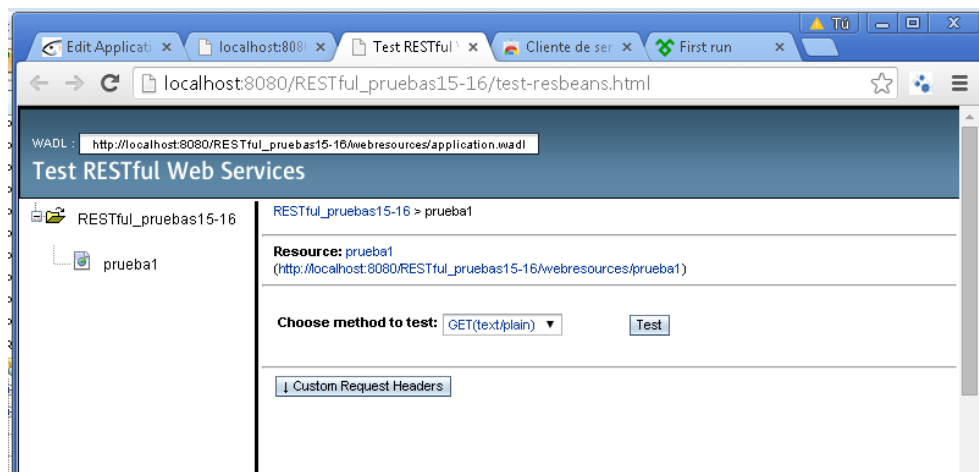 Tú
Edit Applicati
localhost:808
Test RESTful
Cliente de ser
First run
localhost:8080/RESTful_pruebas15-16/test-resbeans.html
WADL : http://localhost:8080/RESTful_pruebas15-16/webresources/application.wadl
Test RESTful Web Services
RESTful_pruebas15-16
prueba1
RESTful_pruebas15-16 > prueba1
Resource: prueba1
(http://localhost:8080/RESTful_pruebas15-16/webresources/prueba1)
Choose method to test: GET(text/plain) Test
↓ Custom Request Headers